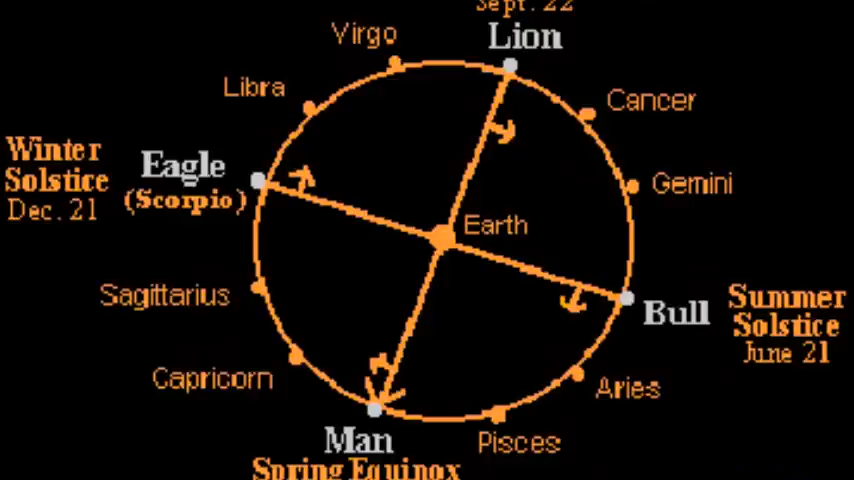 Sept. 22
Lion
Virgo
Libra
Cancer
Winter
Solstice
Dec. 21
Eagle
(Scorpio)
Gemini
Earth
Sagittarius
Bull
Summer
Solstice
June 21
Capricorn
Aries
Man
Pisces
Spring Equinox